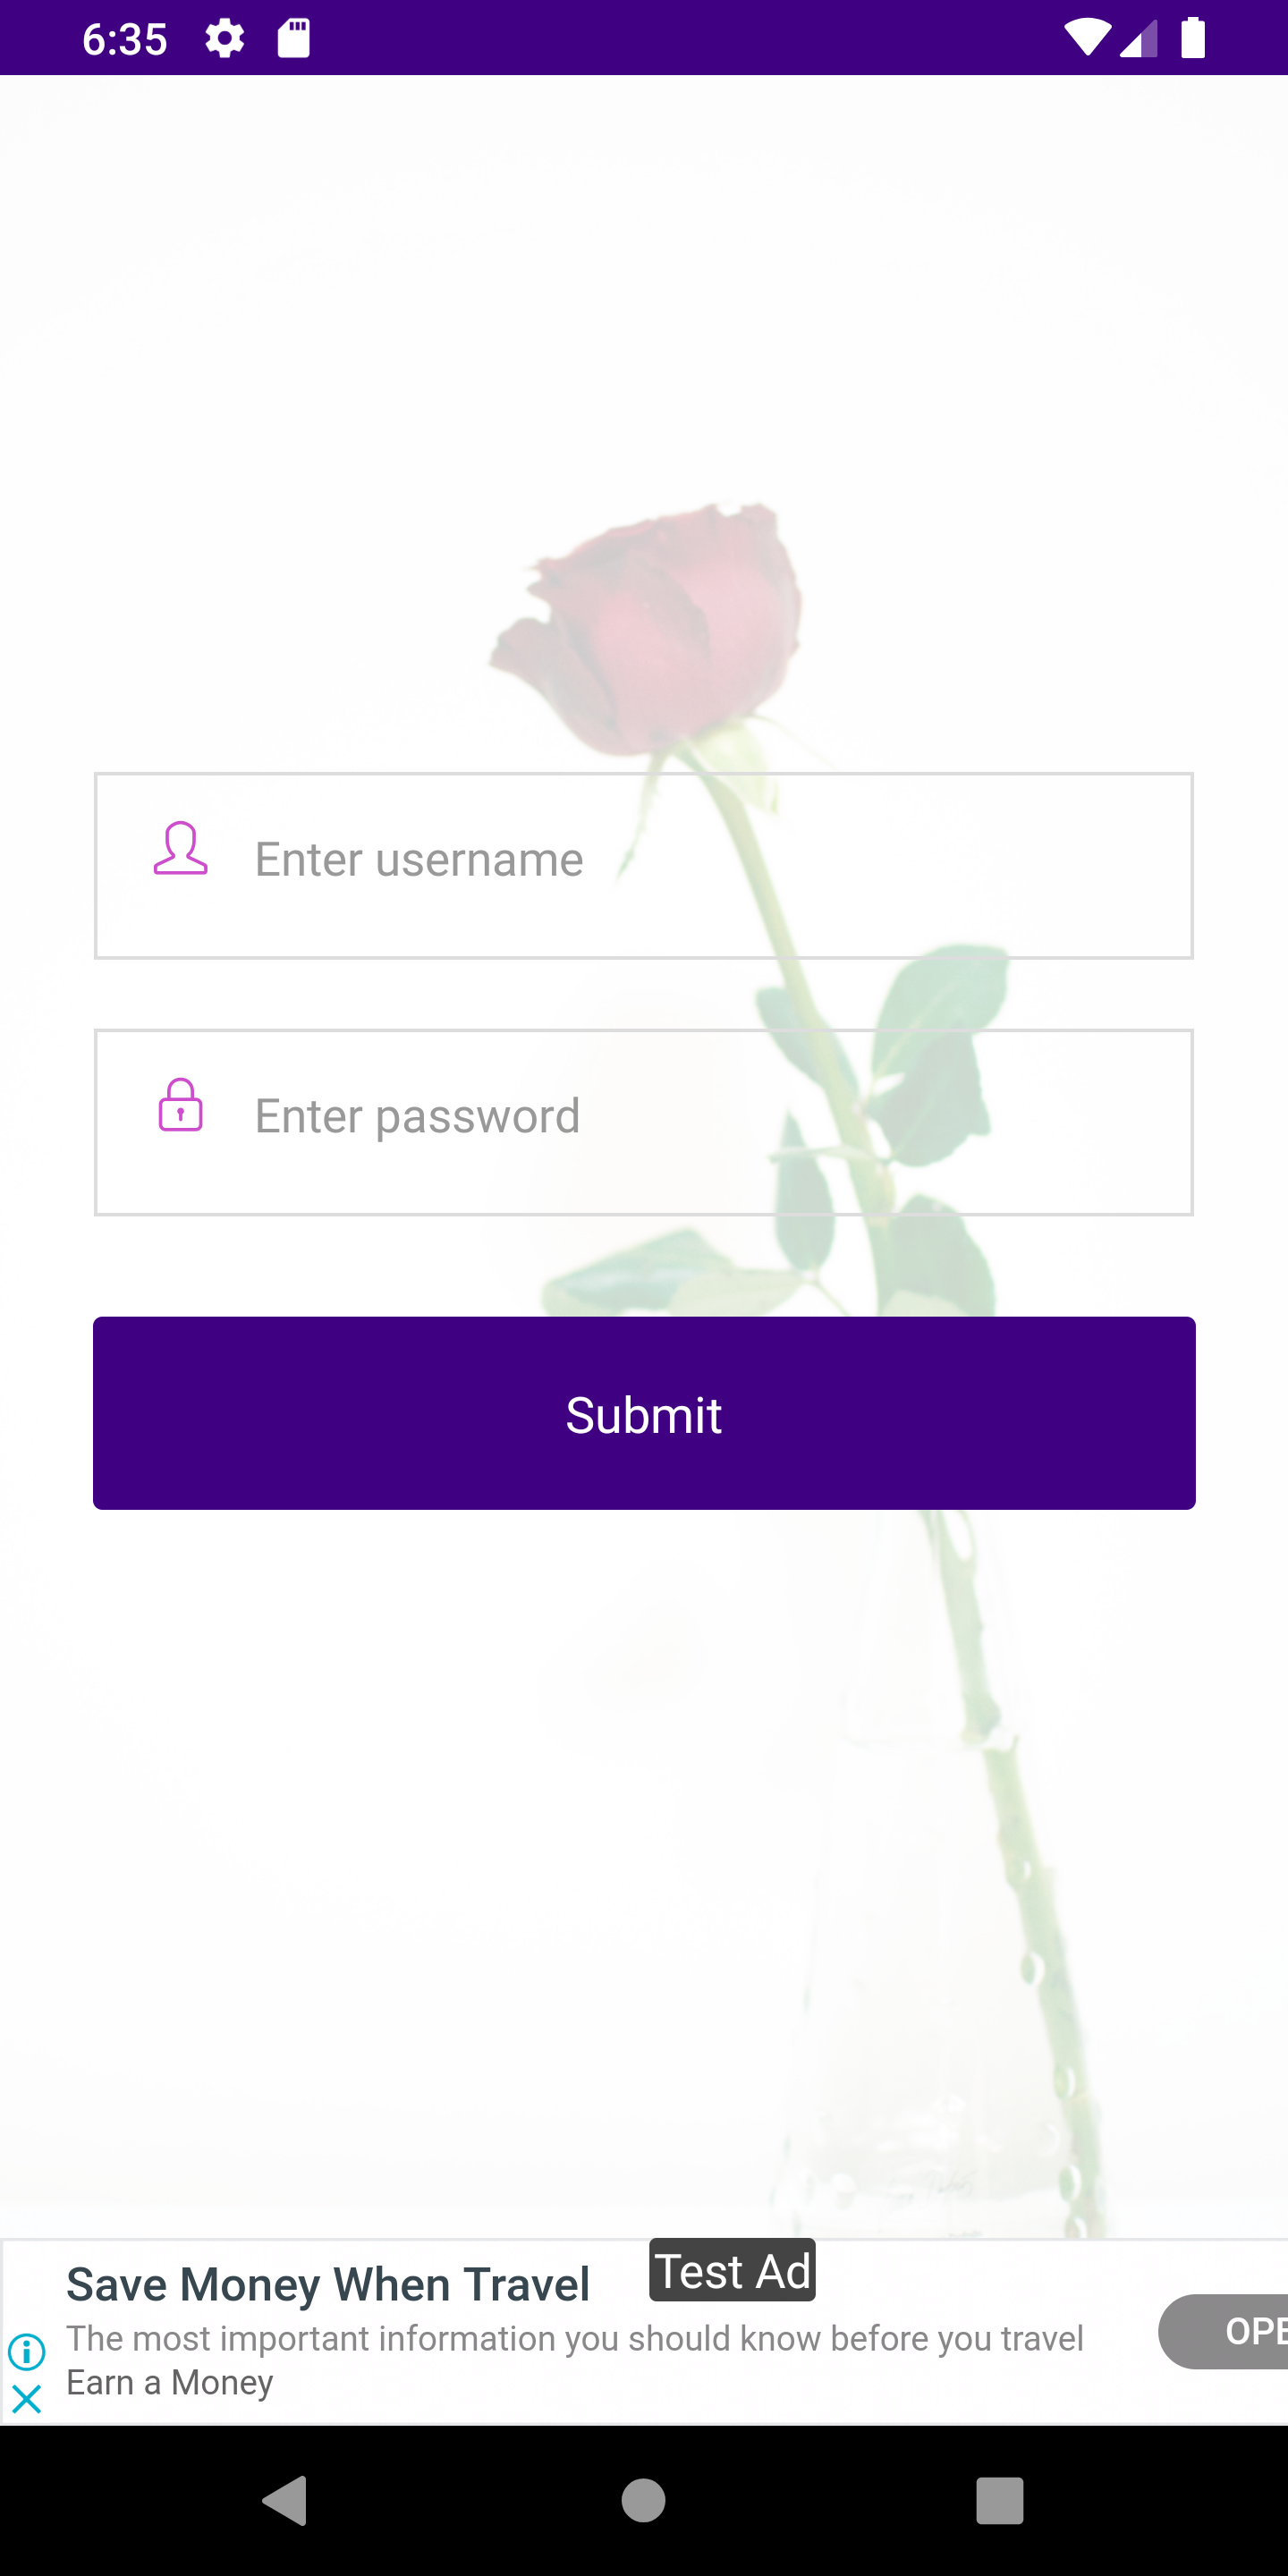 6:35
Enter username
Enter password
Submit
Save Money When Travel
Test Ad
The most important information you should know before you travel
Earn a Money
OPE